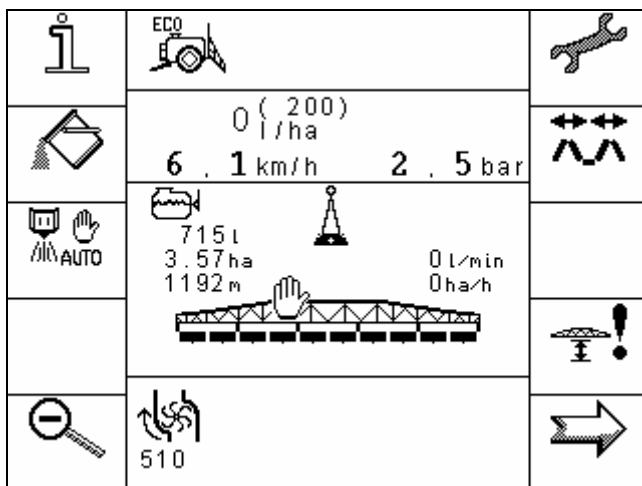 ECO
0 ( 200)
l/ha
6 . 1 km/h 2 . 5 bar
AUTO
715 l
3.57 ha 0 l/min
1192 m 0 ha/h
510